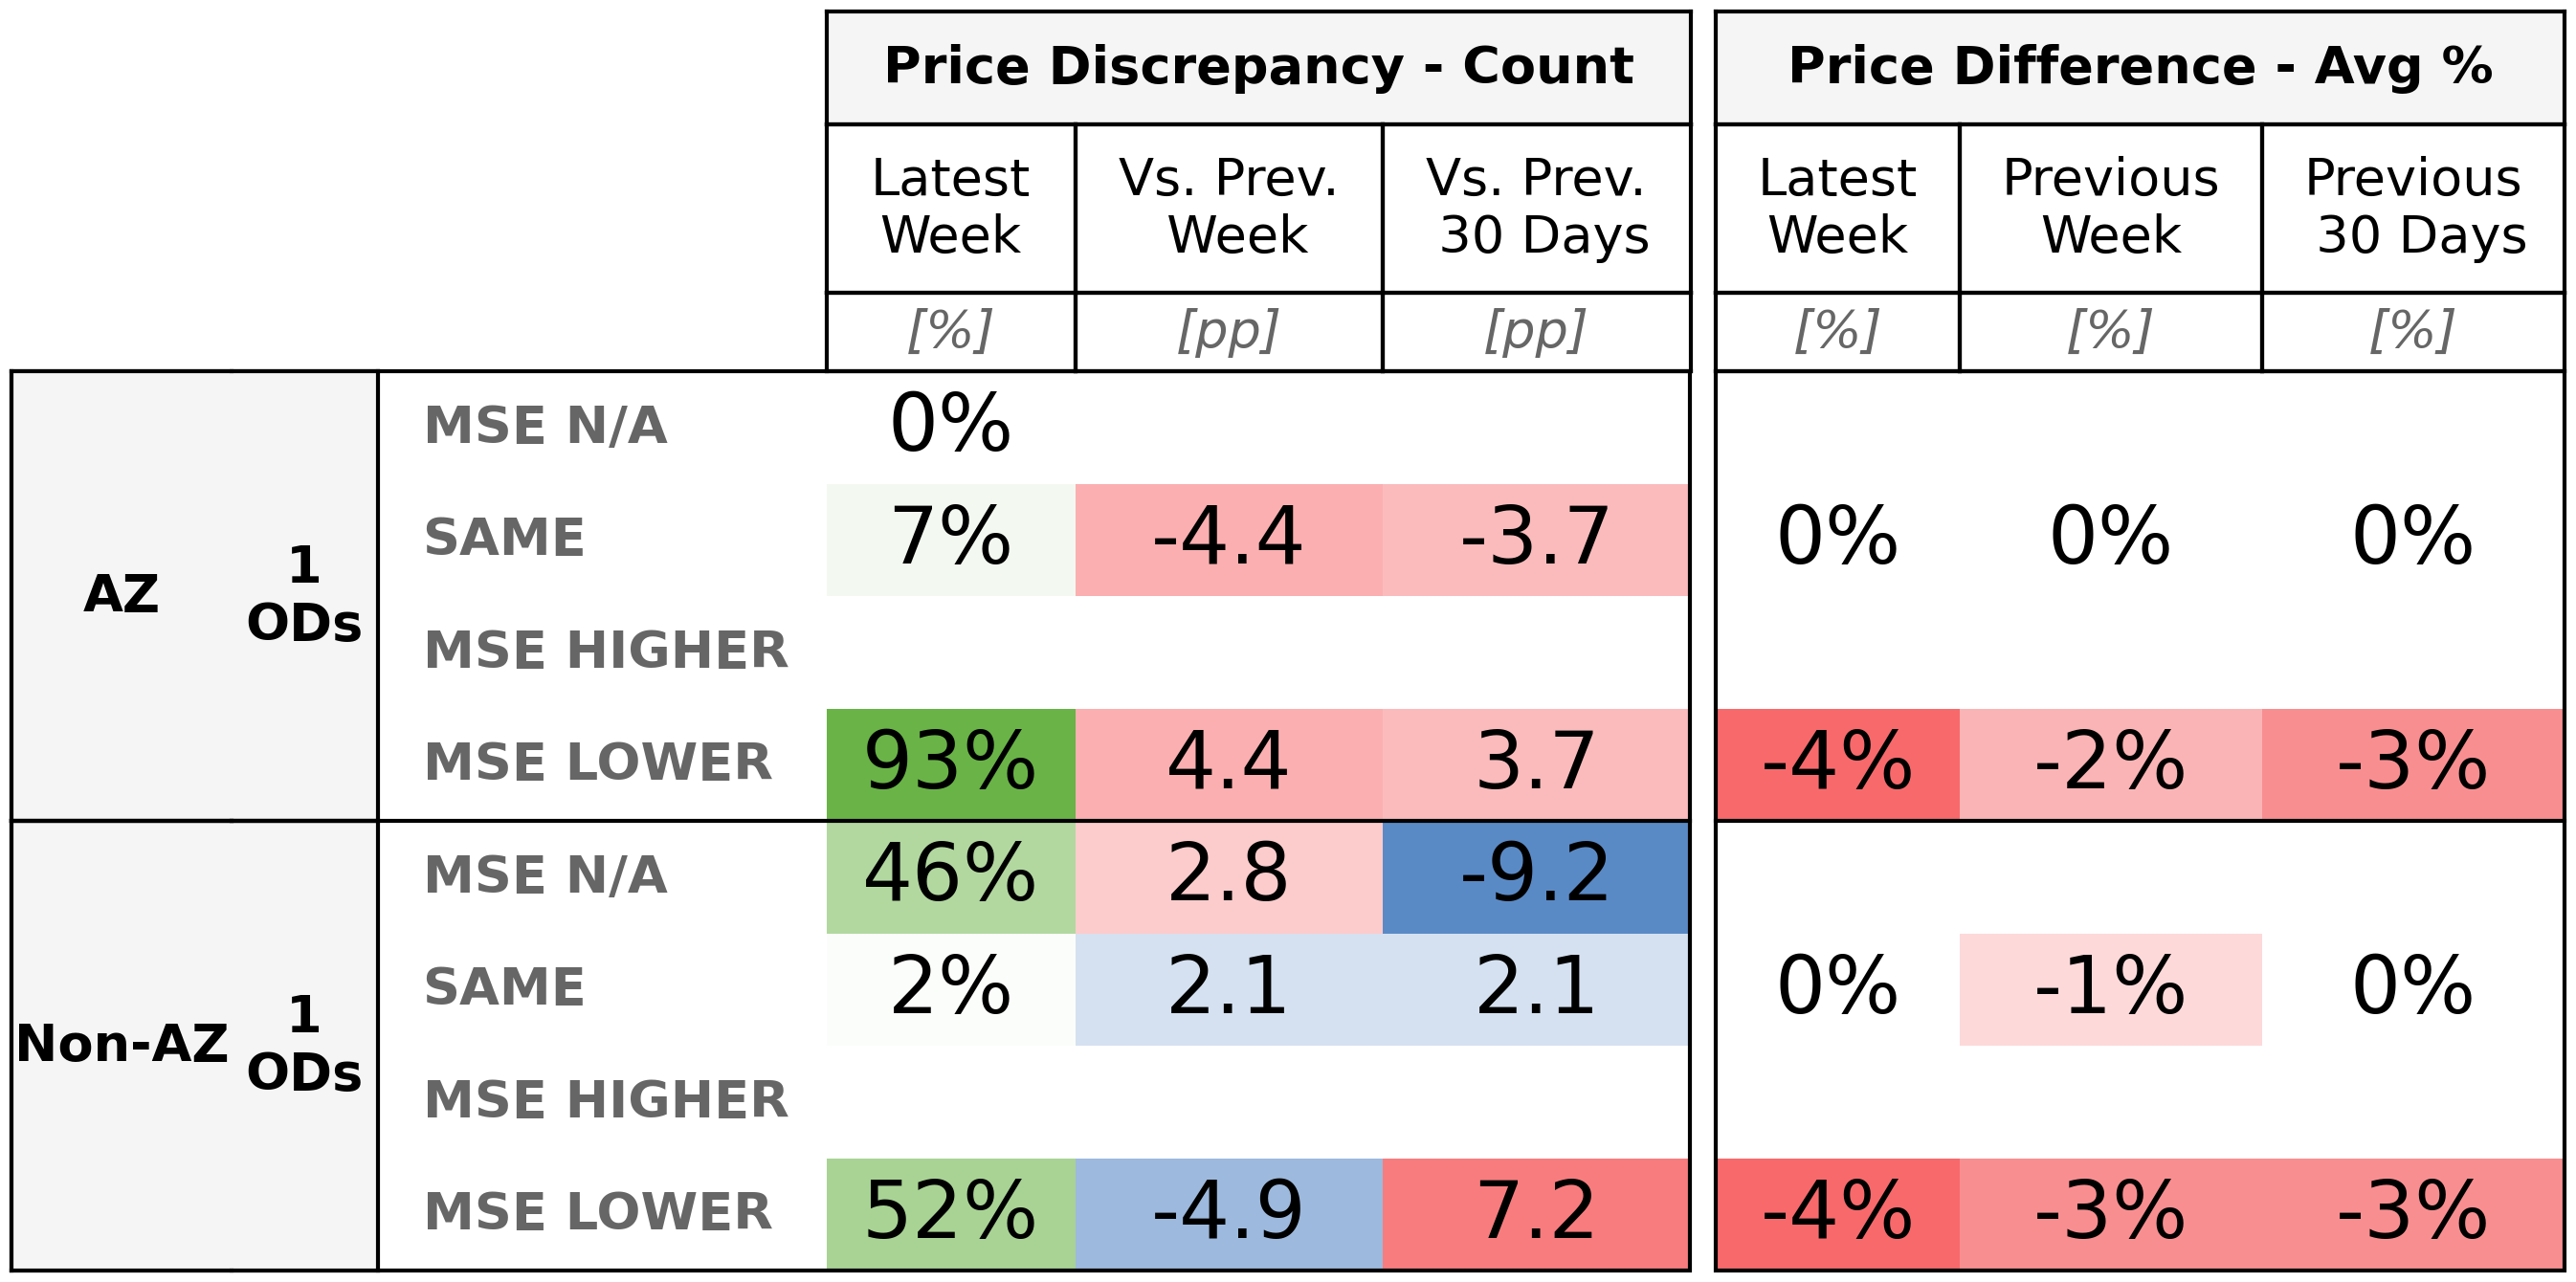 Price Discrepancy - Count Price Difference - Avg %
Latest Week Vs. Prev. Week Vs. Prev. 30 Days Latest Week Previous Week Previous 30 Days
[%] [pp] [pp] [%] [%] [%]
AZ 1 ODs
MSE N/A 0%
SAME 7% -4.4 -3.7 0% 0% 0%
MSE HIGHER
MSE LOWER 93% 4.4 3.7 -4% -2% -3%
Non-AZ 1 ODs
MSE N/A 46% 2.8 -9.2
SAME 2% 2.1 2.1 0% -1% 0%
MSE HIGHER
MSE LOWER 52% -4.9 7.2 -4% -3% -3%